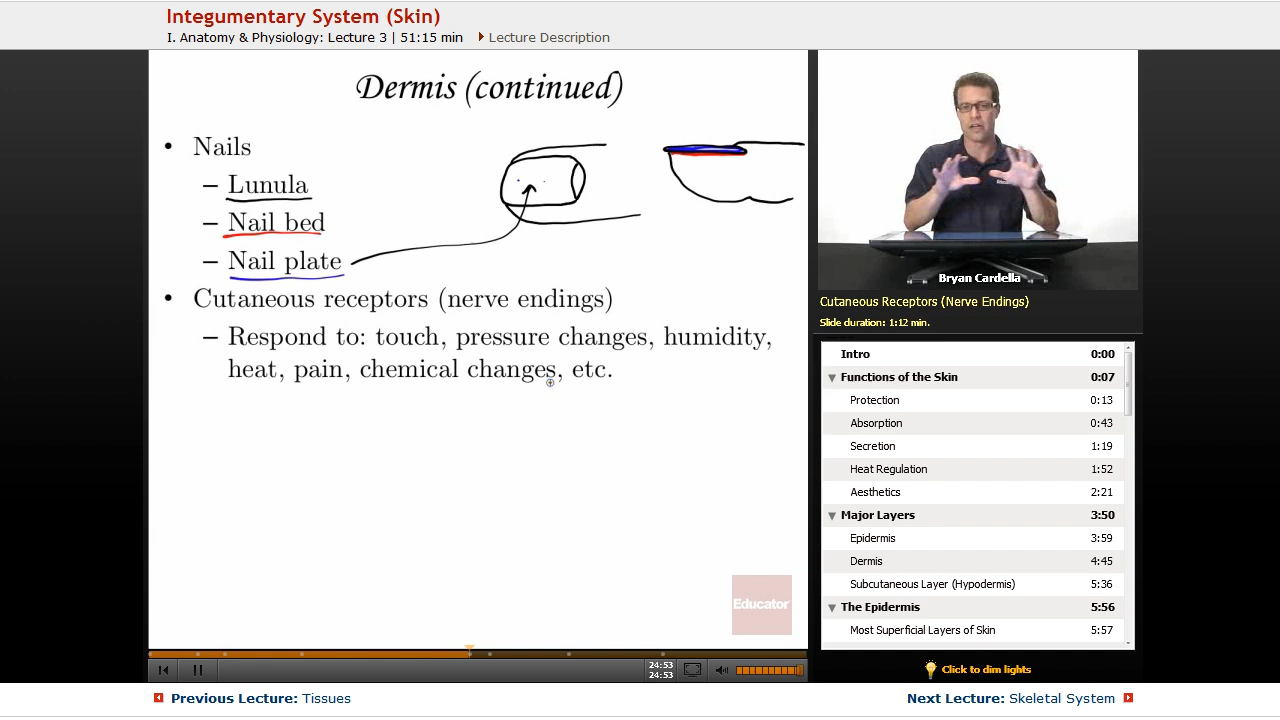 Integumentary System (Skin)
I. Anatomy & Physiology: Lecture 3 | 51:15 min Lecture Description
Dermis (continued)
• Nails
– Lunula
– Nail bed
– Nail plate
• Cutaneous receptors (nerve endings)
– Respond to: touch, pressure changes, humidity,
heat, pain, chemical changes, etc.
Educator
24:53
24:53
Bryan Cardella
Cutaneous Receptors (Nerve Endings)
Slide duration: 1:12 min.
Intro 0:00
Functions of the Skin 0:07
Protection 0:13
Absorption 0:43
Secretion 1:19
Heat Regulation 1:52
Aesthetics 2:21
Major Layers 3:50
Epidermis 3:59
Dermis 4:45
Subcutaneous Layer (Hypodermis) 5:36
The Epidermis 5:56
Most Superficial Layers of Skin 5:57
Click to dim lights
Previous Lecture: Tissues
Next Lecture: Skeletal System